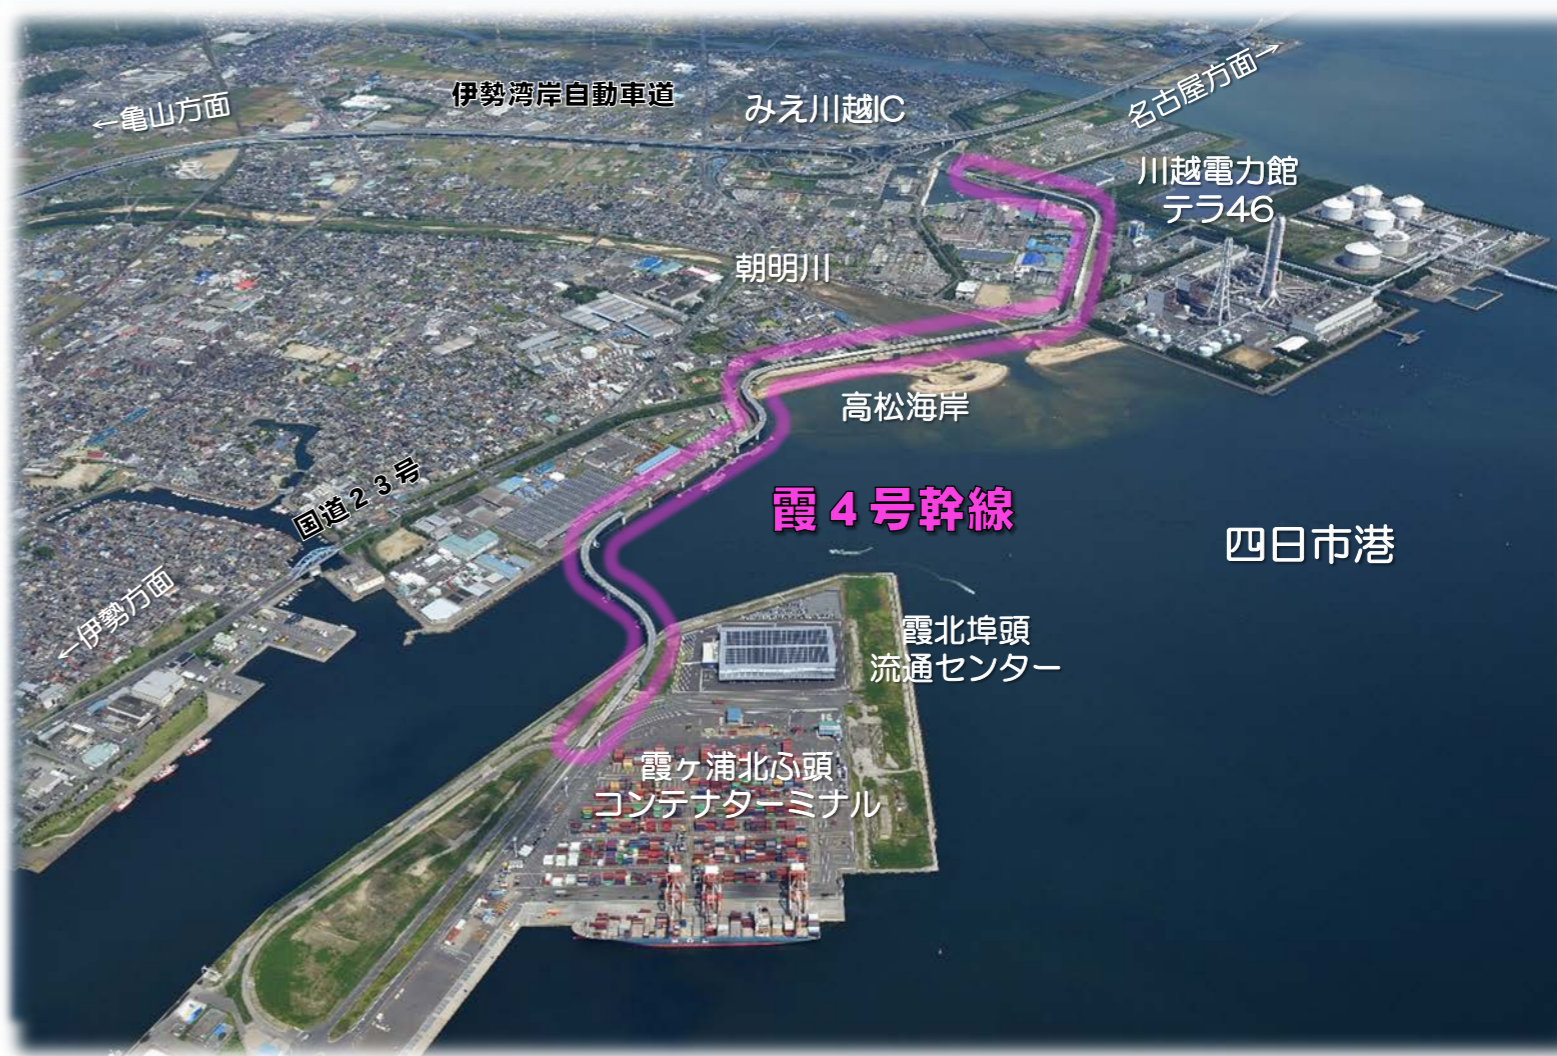 伊勢湾岸自動車道
みえ川越IC
名古屋方面→
←亀山方面
川越電力館
テラ46
朝明川
高松海岸
国道23号
霞4号幹線
四日市港
←伊勢方面
霞北埠頭
流通センター
霞ヶ浦北ふ頭
コンテナターミナル